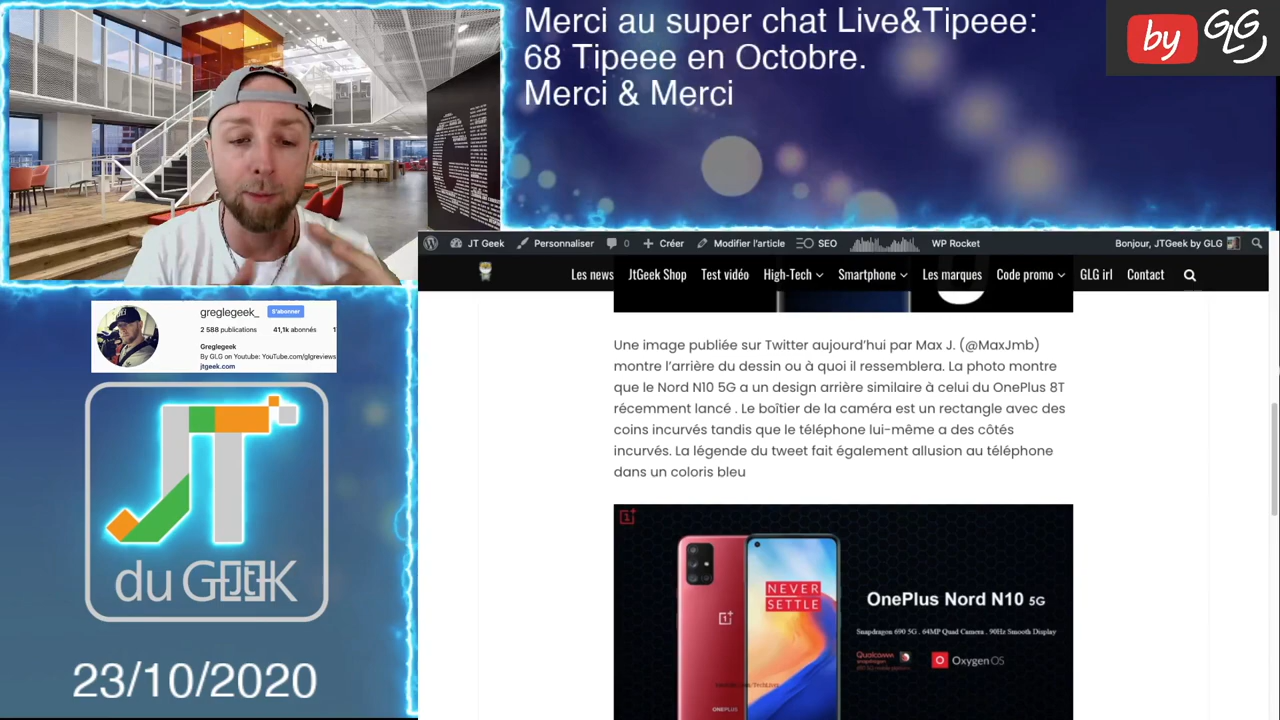 Merci au super chat Live&Tipeee:
68 Tipeee en Octobre.
Merci & Merci
by GLG
JT Geek
Personnaliser
0
Créer
Modifier l'article
SEO
WP Rocket
Bonjour, JTGeek by GLG
Les news
JtGeek Shop
Test vidéo
High-Tech
Smartphone
Les marques
Code promo
GLG irl
Contact
greglegeek_
S'abonner
2 588 publications
41,1k abonnés
1
Greglegeek
By GLG on Youtube: YouTube.com/glgreviews
jtgeek.com
Une image publiée sur Twitter aujourd'hui par Max J. (@MaxJmb)
montre l'arrière du dessin ou à quoi il ressemblera. La photo montre
que le Nord N10 5G a un design arrière similaire à celui du OnePlus 8T
récemment lancé . Le boîtier de la caméra est un rectangle avec des
coins incurvés tandis que le téléphone lui-même a des côtés
incurvés. La légende du tweet fait également allusion au téléphone
dans un coloris bleu
JT
du GEEK
23/10/2020
NEVER
SETTLE
OnePlus Nord N10 5G
Snapdragon 690 5G . 64MP Quad Camera . 90Hz Smooth Display
Qualcomm
snapdragon
OxygenOS
ONEPLUS